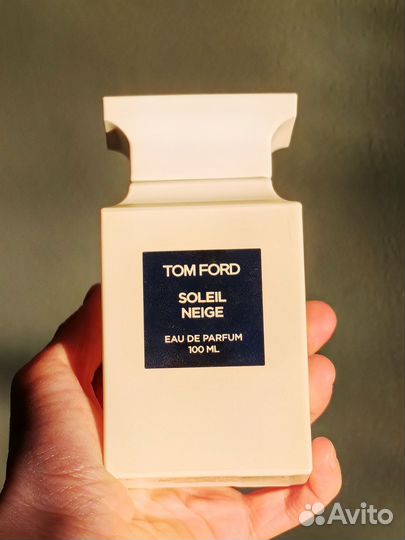 TOM FORD
SOLEIL
NEIGE
EAU DE PARFUM
100 ML
Avito